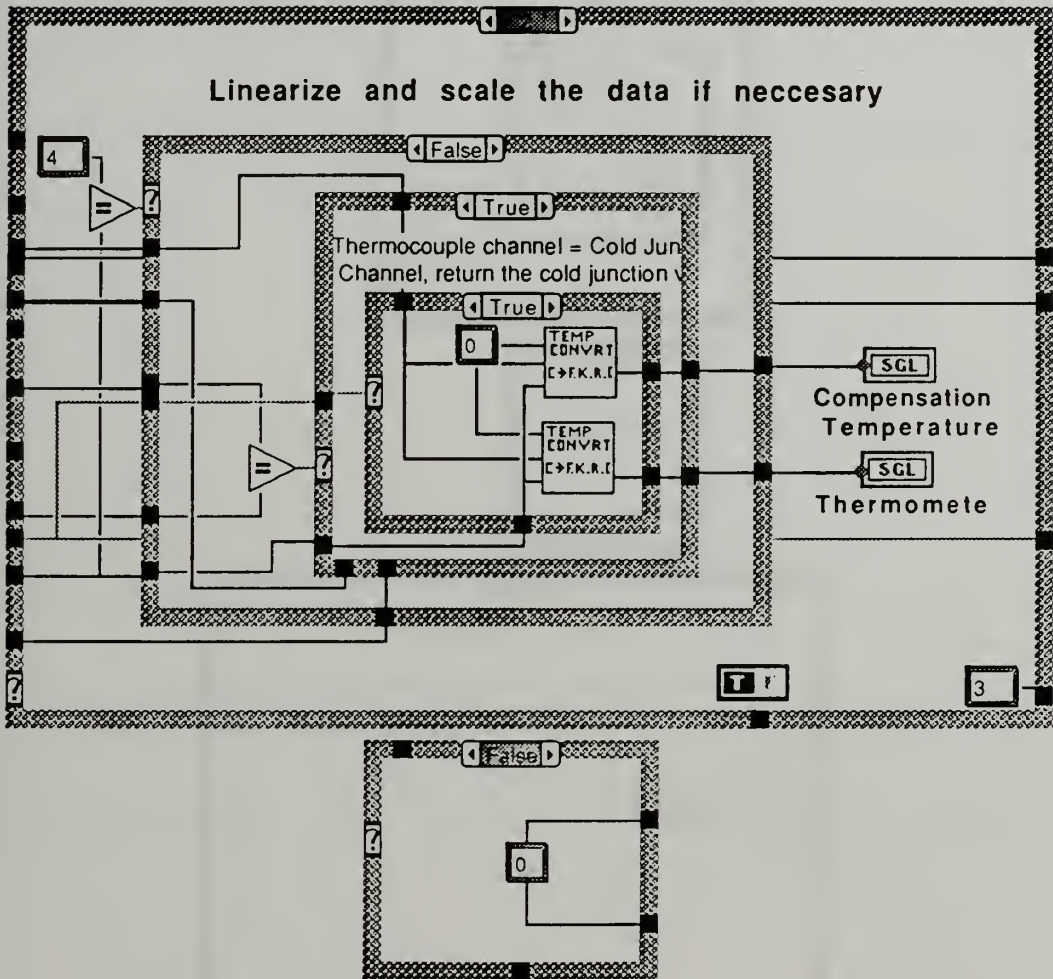 Linearize and scale the data if neccesary
4
False
=
?
True
Thermocouple channel = Cold Jun
Channel, return the cold junction v
True
0
TEMP
CONVRT
C→F.K.R.C
?
SGL
Compensation
Temperature
TEMP
CONVRT
C→F.K.R.C
=
?
SGL
Thermomete
?
T F
3
False
?
0